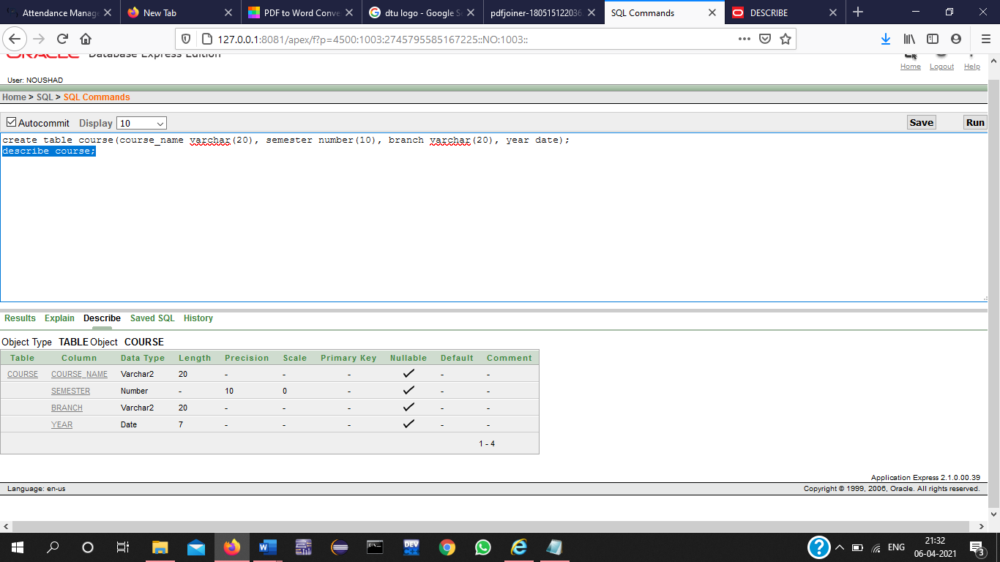 Attendance Manag
New Tab
PDF to Word Conve
dtu logo - Google Se
pdfjoiner-180515122036
SQL Commands
DESCRIBE
127.0.0.1:8081/apex/f?p=4500:1003:2745795585167225::NO:1003::
ORACLE Database Express Edition
Home Logout Help
User: NOUSHAD
Home > SQL > SQL Commands
Autocommit Display 10 Save Run
create table course(course_name varchar(20), semester number(10), branch varchar(20), year date);
describe course;
Results Explain Describe Saved SQL History
Object Type TABLE Object COURSE
Table Column Data Type Length Precision Scale Primary Key Nullable Default Comment
COURSE COURSE_NAME Varchar2 20 - - - - -
SEMESTER Number - 10 0 - - -
BRANCH Varchar2 20 - - - - -
YEAR Date 7 - - - - -
1 - 4
Application Express 2.1.0.00.39
Language: en-us Copyright © 1999, 2006, Oracle. All rights reserved.
W DEV ENG 21:32
06-04-2021
3